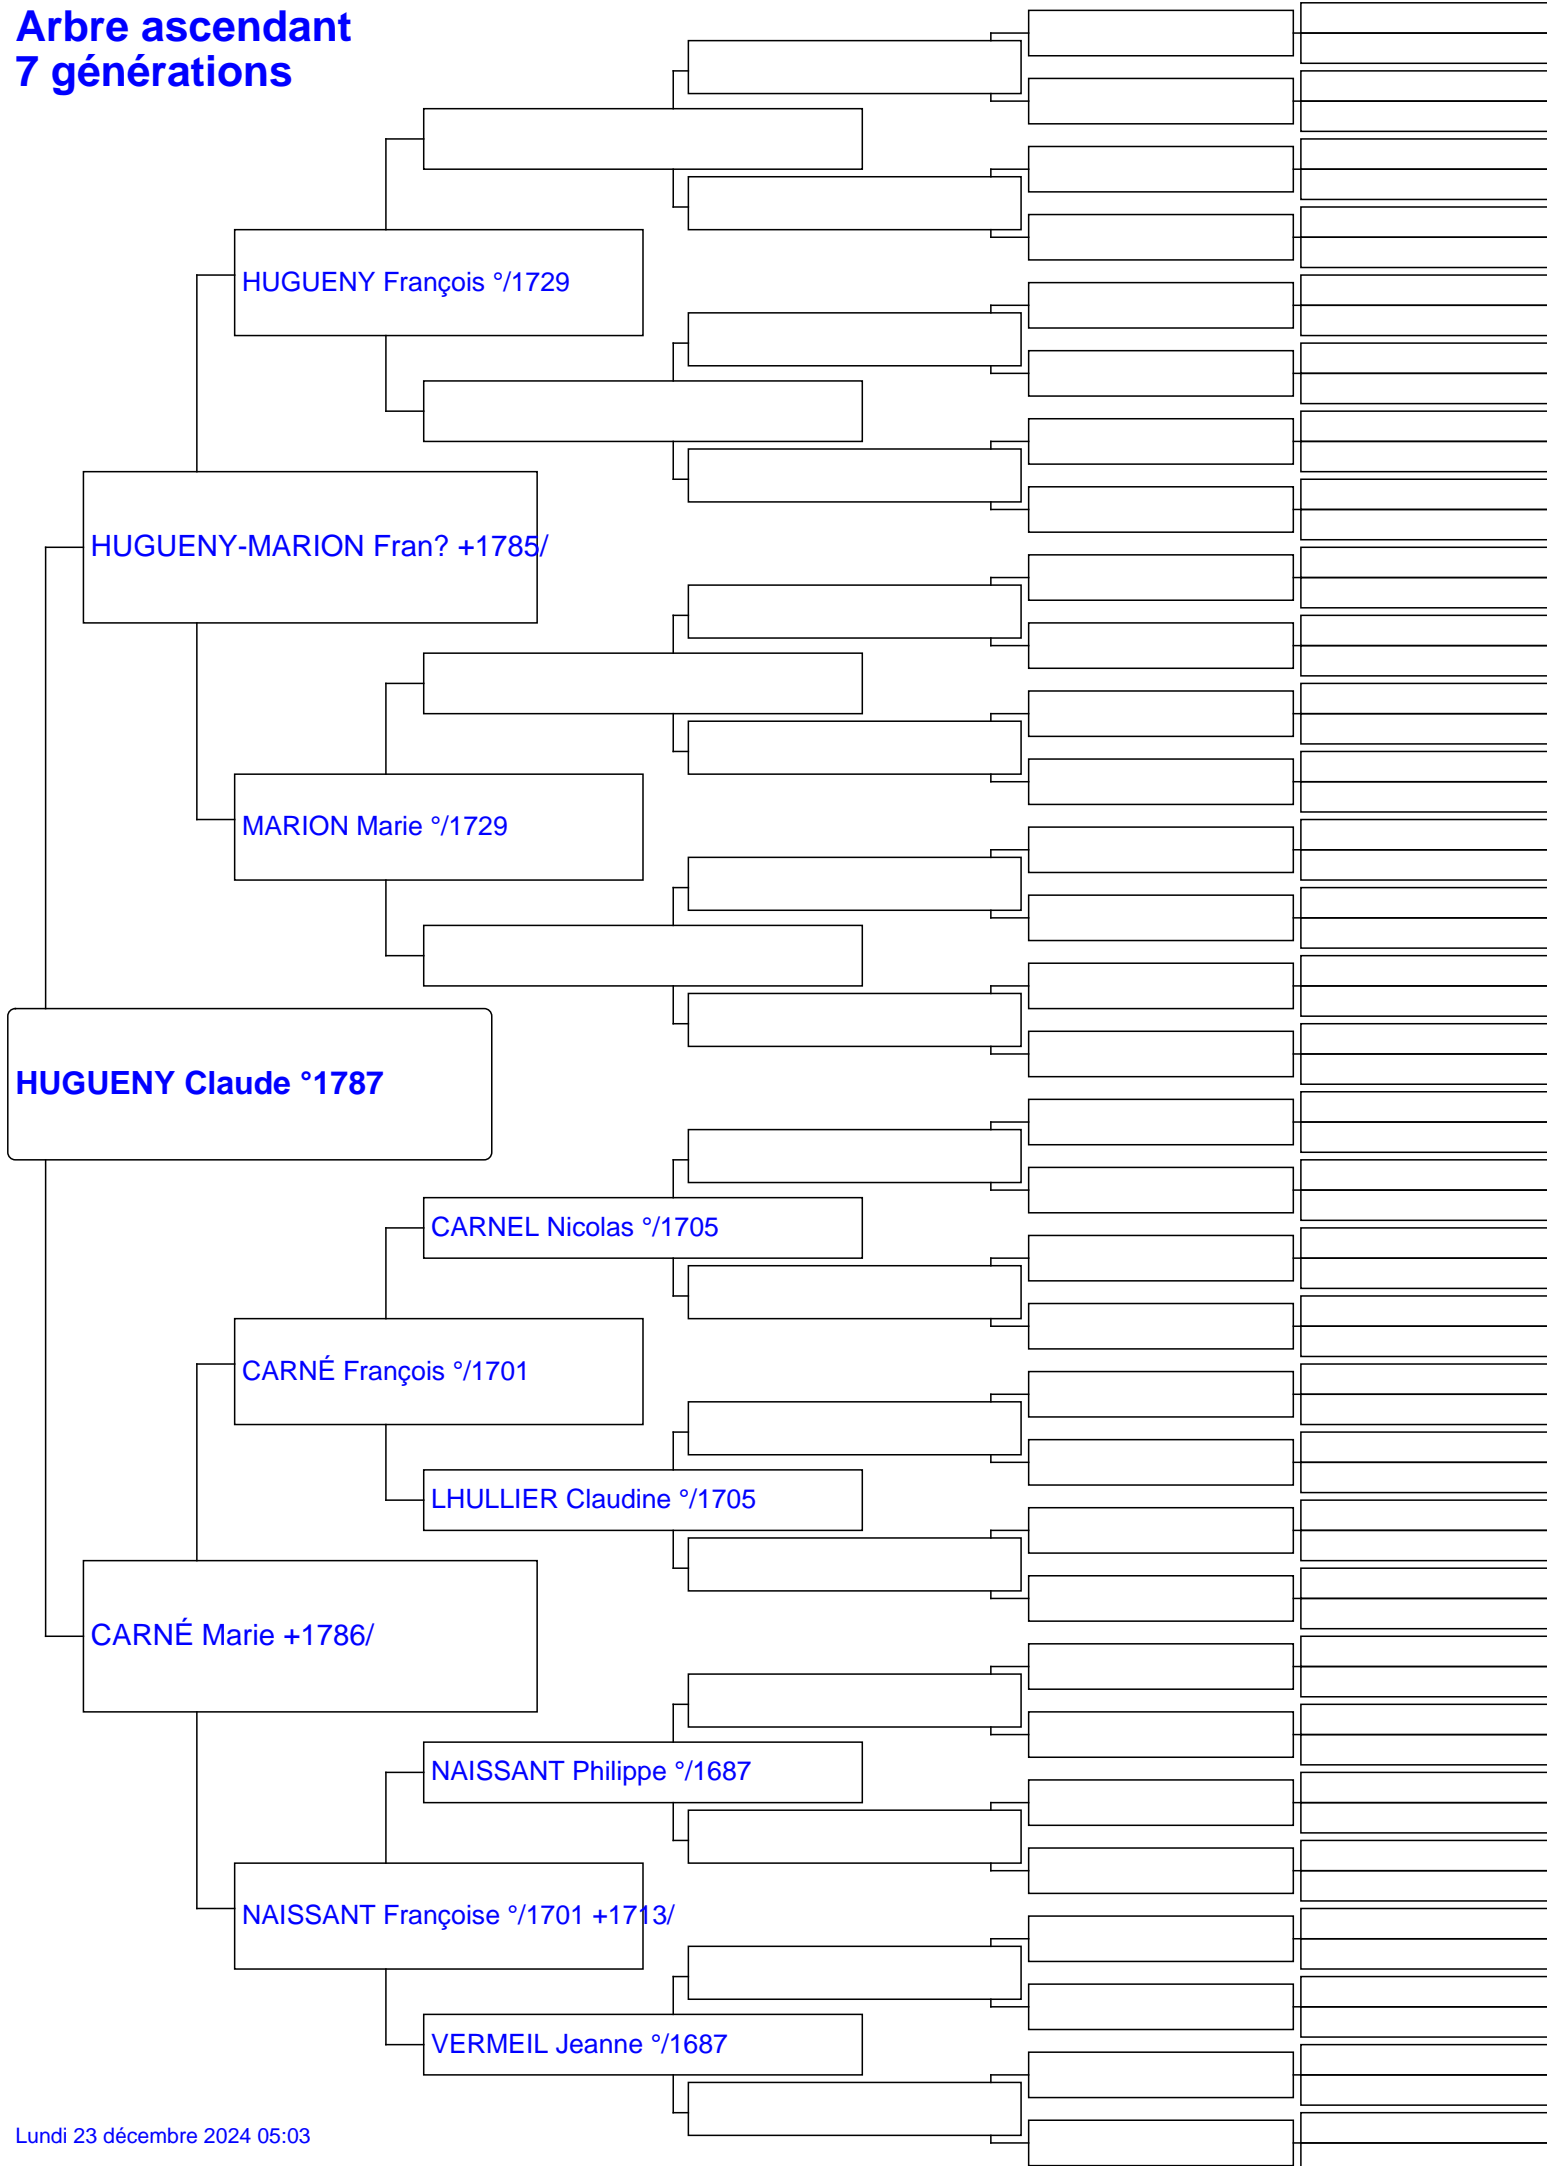 Arbre ascendant
7 générations
HUGUENY François °/1729
HUGUENY-MARION Fran? +1785/
MARION Marie °/1729
HUGUENY Claude °1787
CARNEL Nicolas °/1705
CARNÉ François °/1701
LHULLIER Claudine °/1705
CARNÉ Marie +1786/
NAISSANT Philippe °/1687
NAISSANT Françoise °/1701 +1713/
VERMEIL Jeanne °/1687
Lundi 23 décembre 2024 05:03